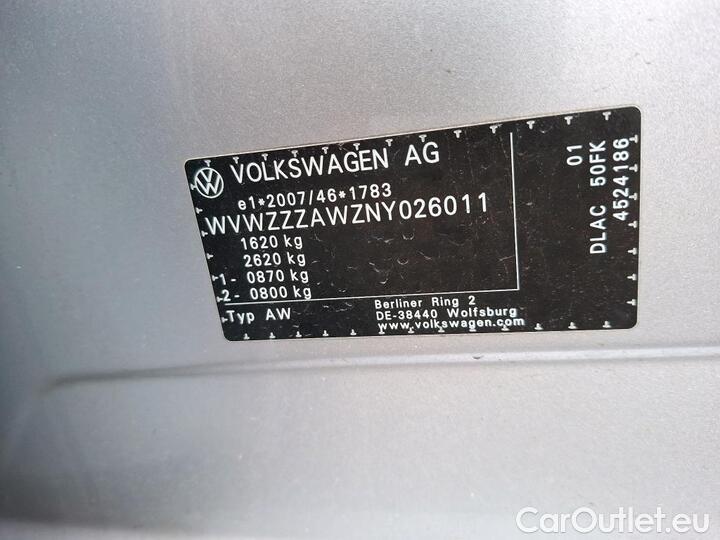 VOLKSWAGEN AG
e1*2007/46*1783
WVWZZZAWZNY026011
1620 kg
2620 kg
1- 0870 kg
2- 0800 kg
Typ AW
Berliner Ring 2
DE-38440 Wolfsburg
www.volkswagen.com
01
DLAC 50FK
4524186
CarOutlet.eu